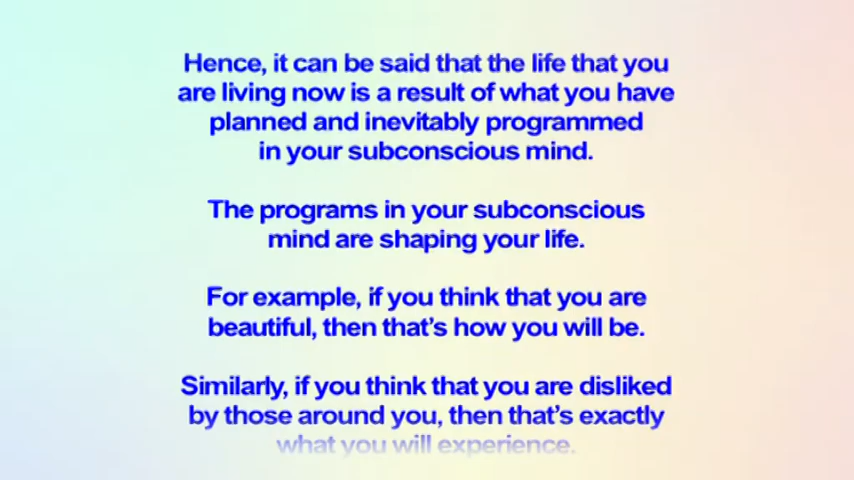 Hence, it can be said that the life that you
are living now is a result of what you have
planned and inevitably programmed
in your subconscious mind.
The programs in your subconscious
mind are shaping your life.
For example, if you think that you are
beautiful, then that's how you will be.
Similarly, if you think that you are disliked
by those around you, then that's exactly
what you will experience.